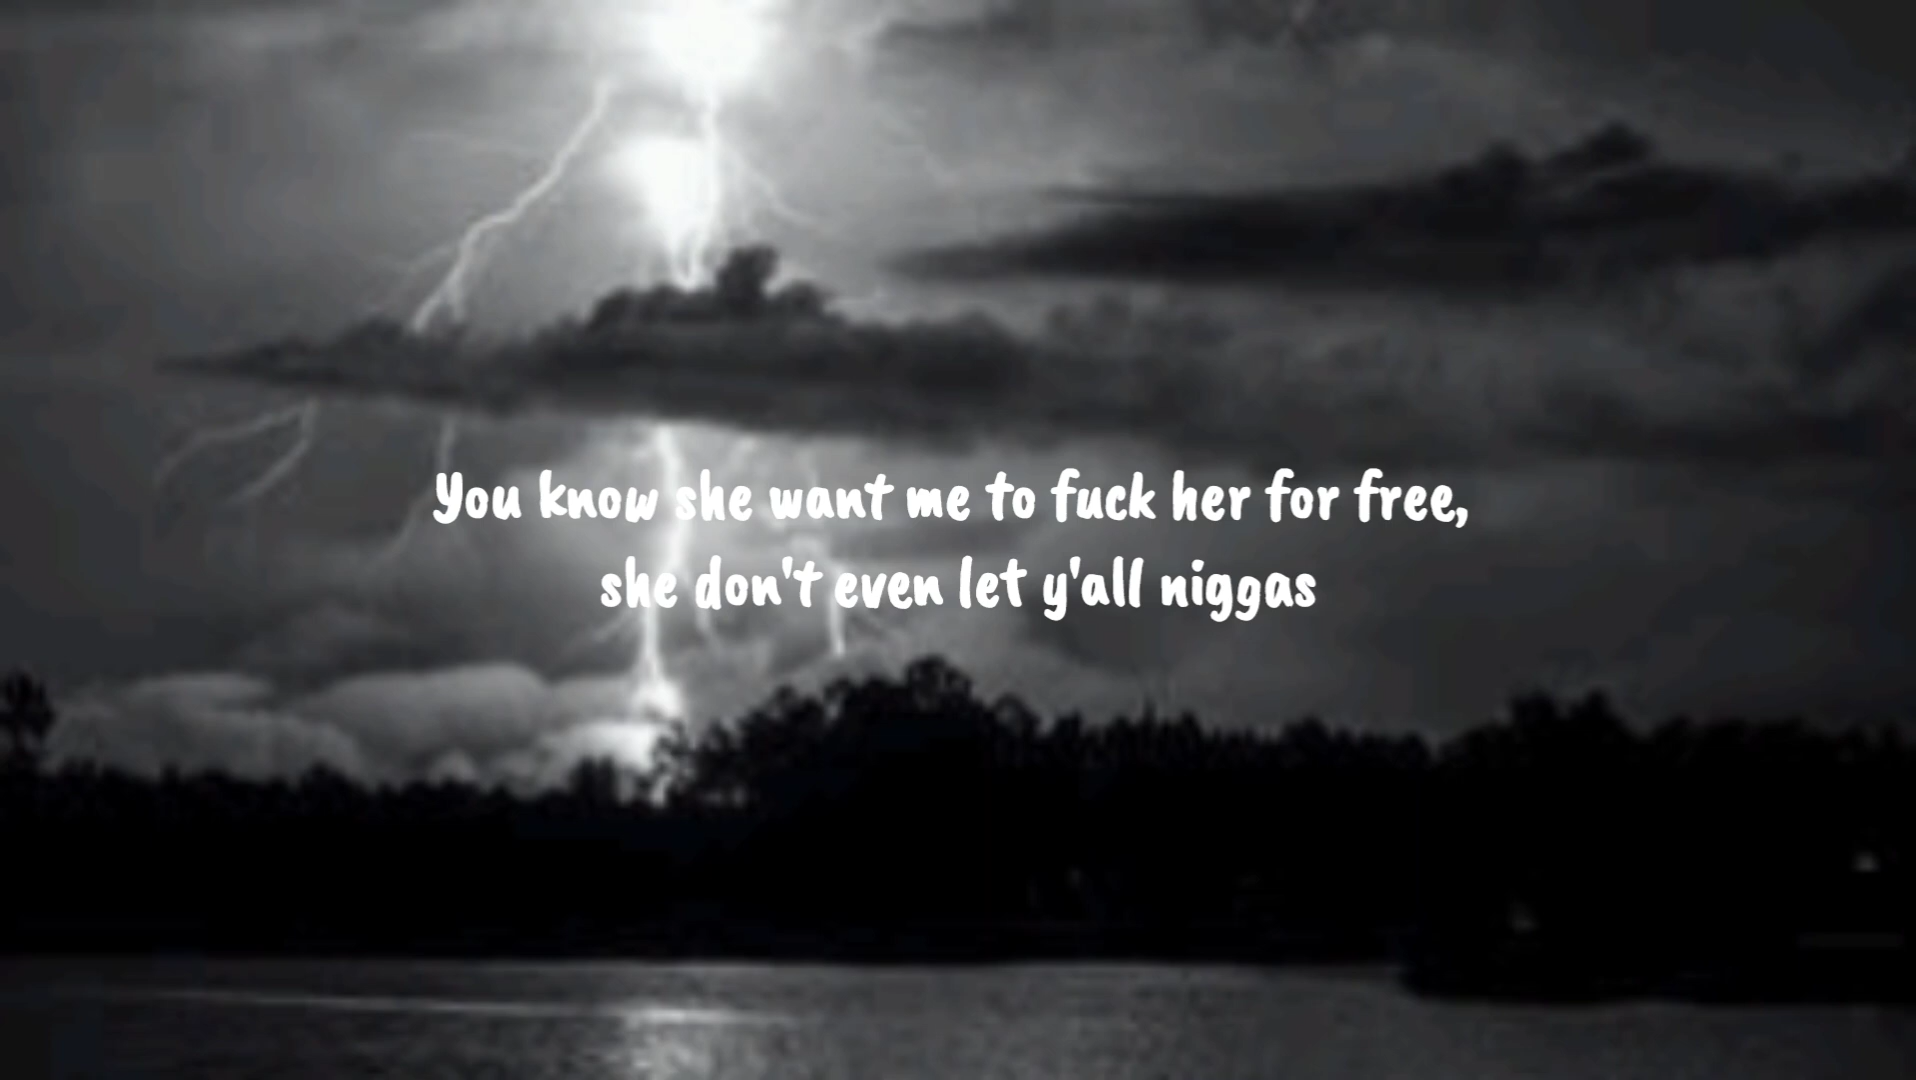 You know she want me to fuck her for free,
she don't even let y'all niggas